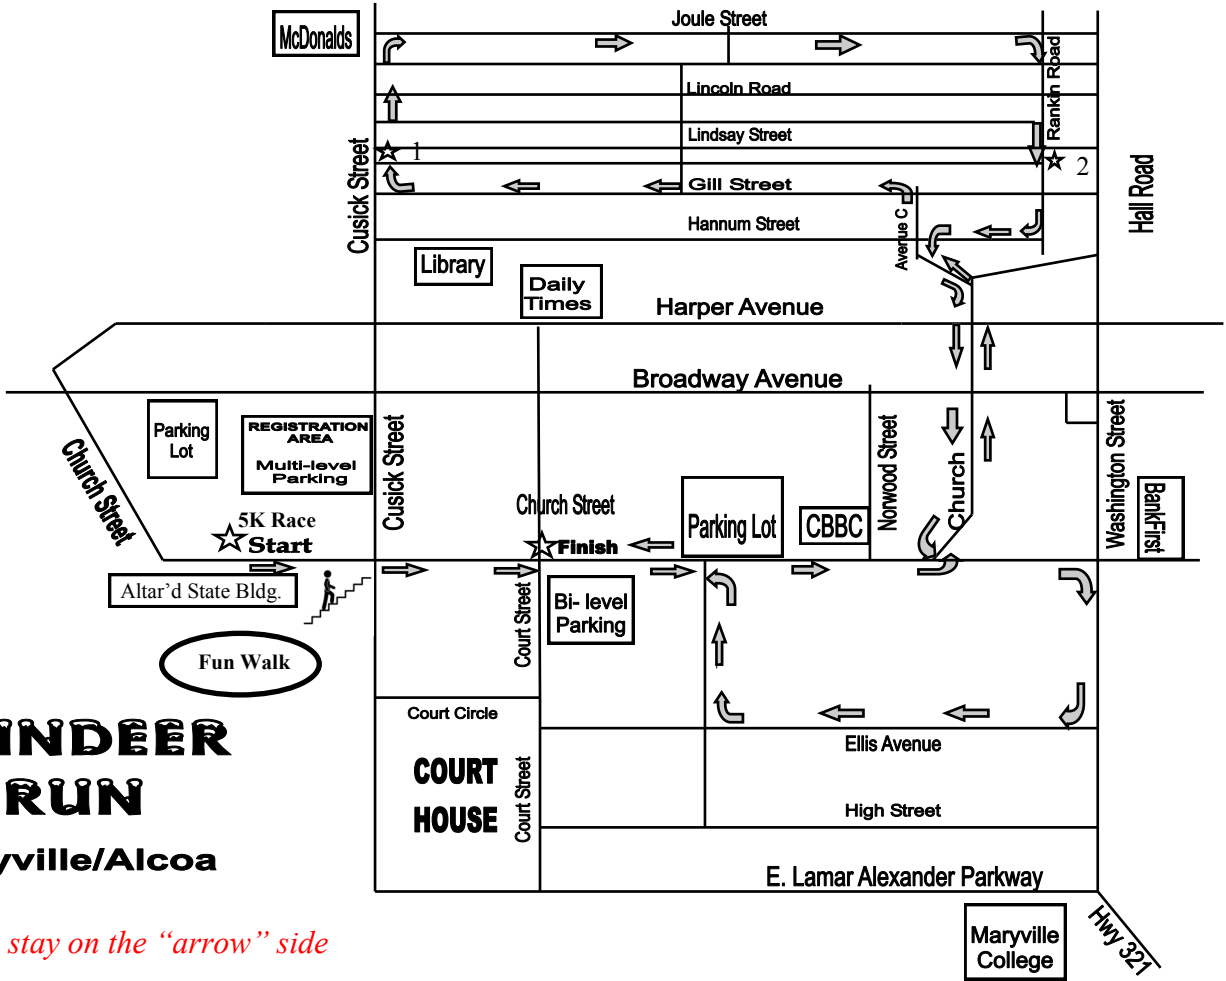 Joule Street
McDonalds
Rankin Road
Lincoln Road
Lindsay Street
1
2
Cusick Street
Hall Road
Gill Street
Avenue C
Hannum Street
Library
Daily
Times
Harper Avenue
Broadway Avenue
Church Street
Parking
Lot
REGISTRATION
AREA
Multi-level
Parking
Cusick Street
5K Race
Start
Church Street
Finish
Parking Lot
CBBC
Norwood Street
Church
Washington Street
BankFirst
Altar’d State Bldg.
Court Street
Bi- level
Parking
Fun Walk
Court Circle
COURT
HOUSE
Court Street
Ellis Avenue
High Street
E. Lamar Alexander Parkway
Hwy 321
Maryville
College
INDEER
RUN
yville/Alcoa
stay on the “arrow” side